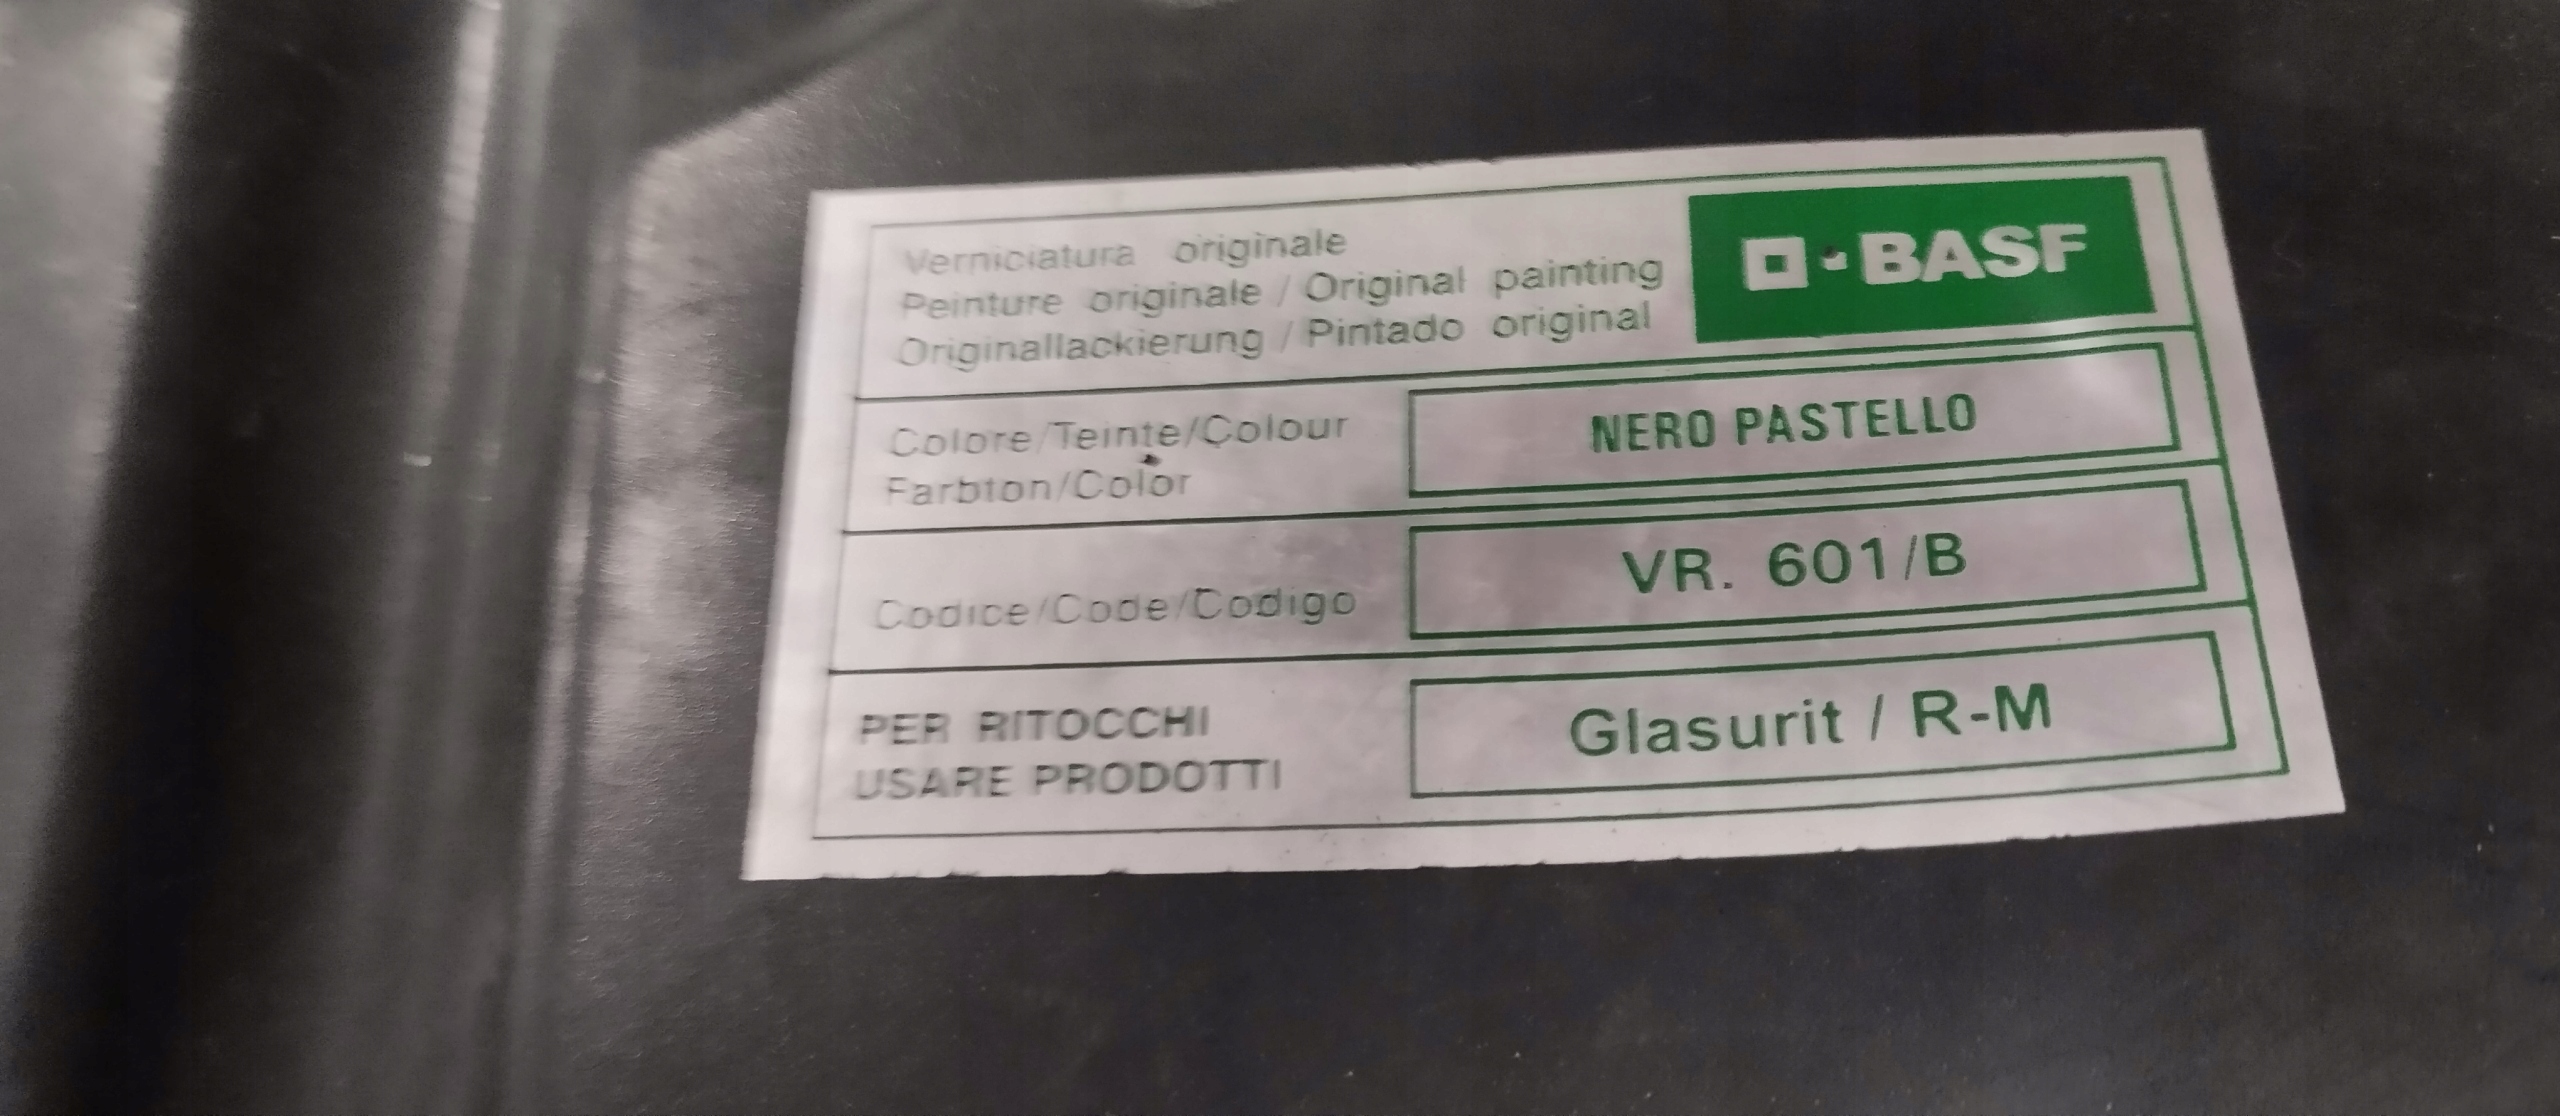 Verniciatura originale
Peinture originale / Original painting
Originallackierung / Pintado original
BASF
Colore/Teinte/Colour
Farbton/Color
NERO PASTELLO
Codice/Code/Codigo
VR. 601/B
PER RITOCCHI
USARE PRODOTTI
Glasurit / R-M